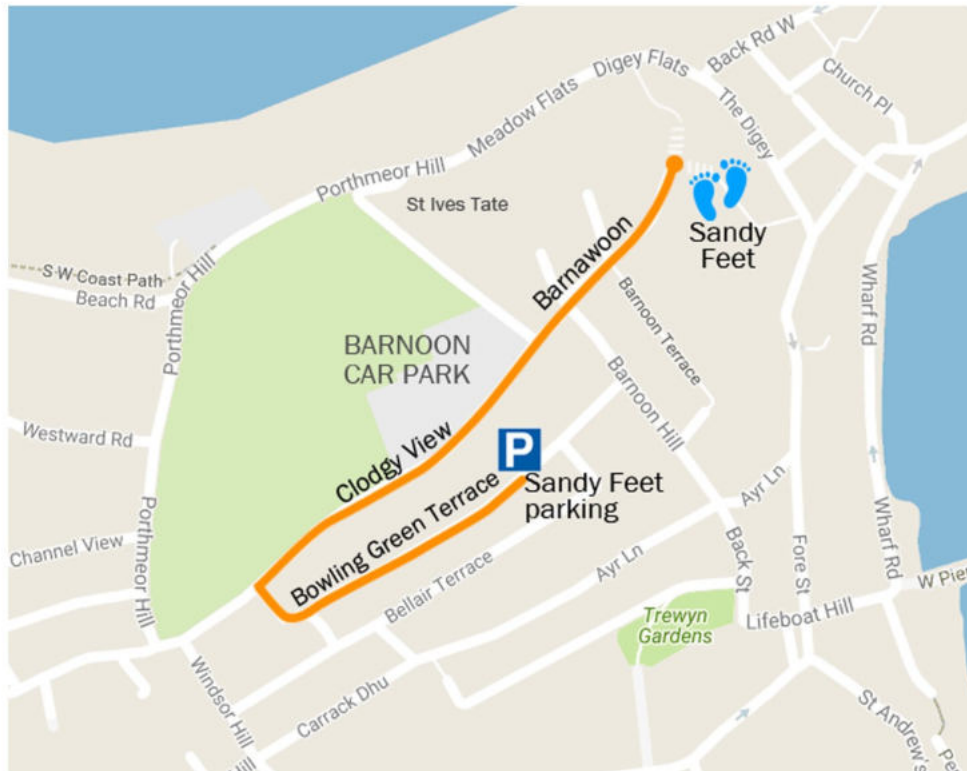 Back Rd W
Digey Flats
Church Pl
Meadow Flats
The Digey
Porthmeor Hill
St Ives Tate
Sandy
Feet
Barnawoon
S W Coast Path
Beach Rd
Porthmeor Hill
Wharf Rd
Barnoon Terrace
BARNOON
CAR PARK
Barnoon Hill
Westward Rd
Clodgy View
P
Sandy Feet
parking
Ayr Ln
Bowling Green Terrace
Channel View
Porthmeor Hill
Ayr Ln
Back St
Fore St
Wharf Rd
Bellair Terrace
W Pie
Lifeboat Hill
Trewyn
Gardens
Windsor Hill
Carrack Dhu
St Andrew's